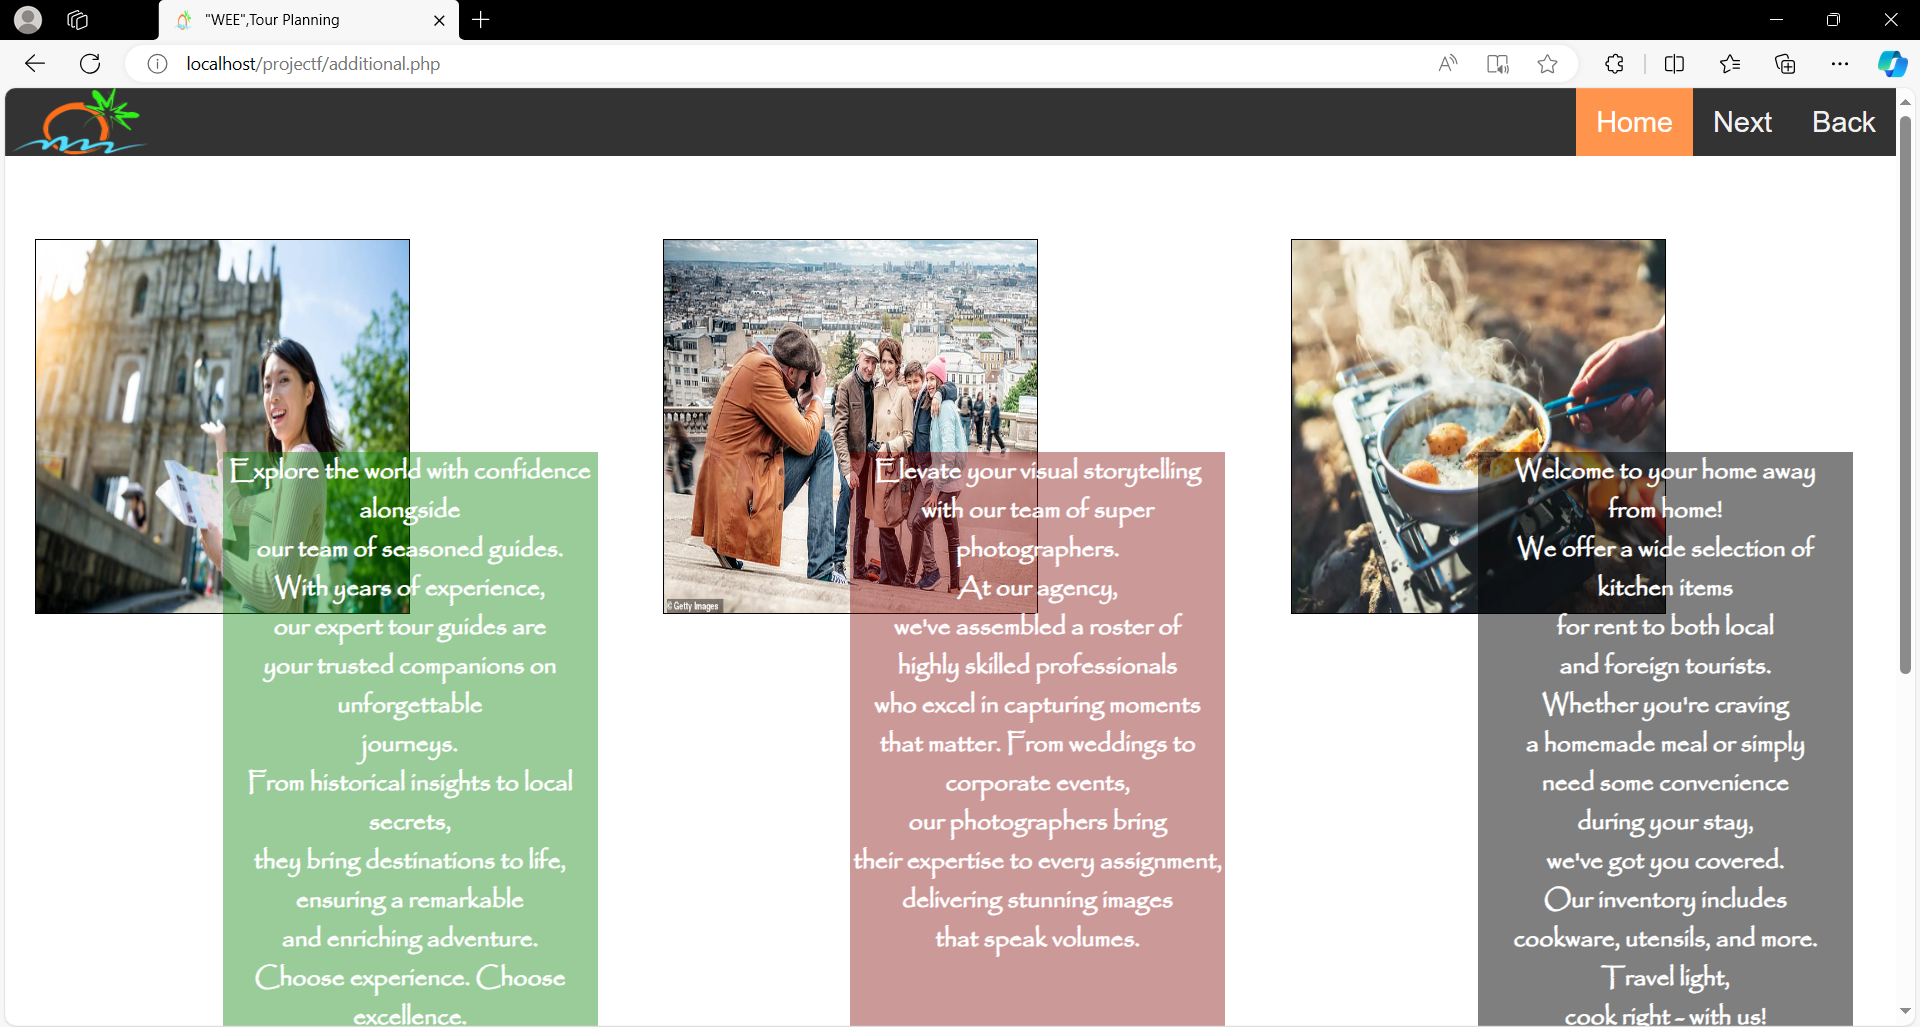 "WEE",Tour Planning
localhost/projectf/additional.php
Home
Next
Back
Explore the world with confidence
alongside
our team of seasoned guides.
With years of experience,
our expert tour guides are
your trusted companions on
unforgettable
journeys.
From historical insights to local
secrets,
they bring destinations to life,
ensuring a remarkable
and enriching adventure.
Choose experience. Choose
excellence.
© Getty Images
Elevate your visual storytelling
with our team of super
photographers.
At our agency,
we've assembled a roster of
highly skilled professionals
who excel in capturing moments
that matter. From weddings to
corporate events,
our photographers bring
their expertise to every assignment,
delivering stunning images
that speak volumes.
Welcome to your home away
from home!
We offer a wide selection of
kitchen items
for rent to both local
and foreign tourists.
Whether you're craving
a homemade meal or simply
need some convenience
during your stay,
we've got you covered.
Our inventory includes
cookware, utensils, and more.
Travel light,
cook right - with us!